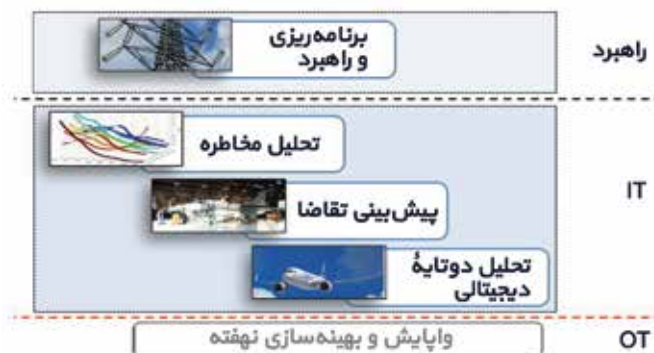 راهبرد
برنامه‌ریزی
و راهبرد
IT
تحلیل مخاطره
پیش‌بینی تقاضا
تحلیل دوتایهٔ
دیجیتالی
OT
واپایش و بهینه‌سازی نهفته